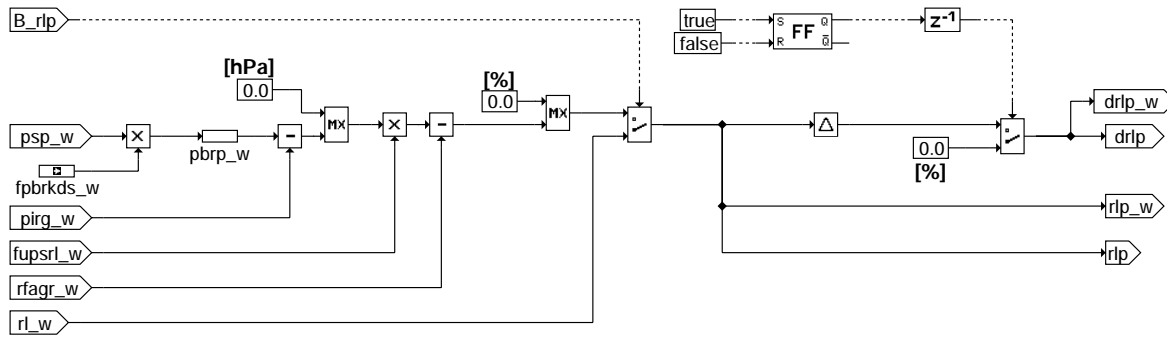 B_rlp
true
false
S Q
R Q
FF
z⁻¹
[hPa]
0.0
[%]
0.0
MX
MX
psp_w
pbrp_w
fpbrkds_w
pirg_w
fupsrl_w
rfagr_w
rl_w
0.0
[%]
drlp_w
drlp
rlp_w
rlp